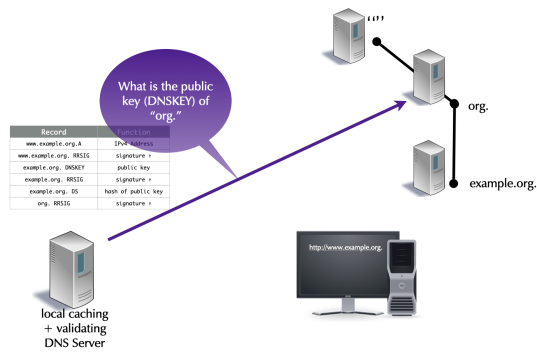 “”
What is the public
key (DNSKEY) of
“org.”
org.
Record Function
www.example.org.A IPv4 Address
www.example.org. RRSIG signature ↑
example.org. DNSKEY public key
example.org. RRSIG signature ↑
example.org. DS hash of public key
org. RRSIG signature ↑
example.org.
http://www.example.org.
local caching
+ validating
DNS Server